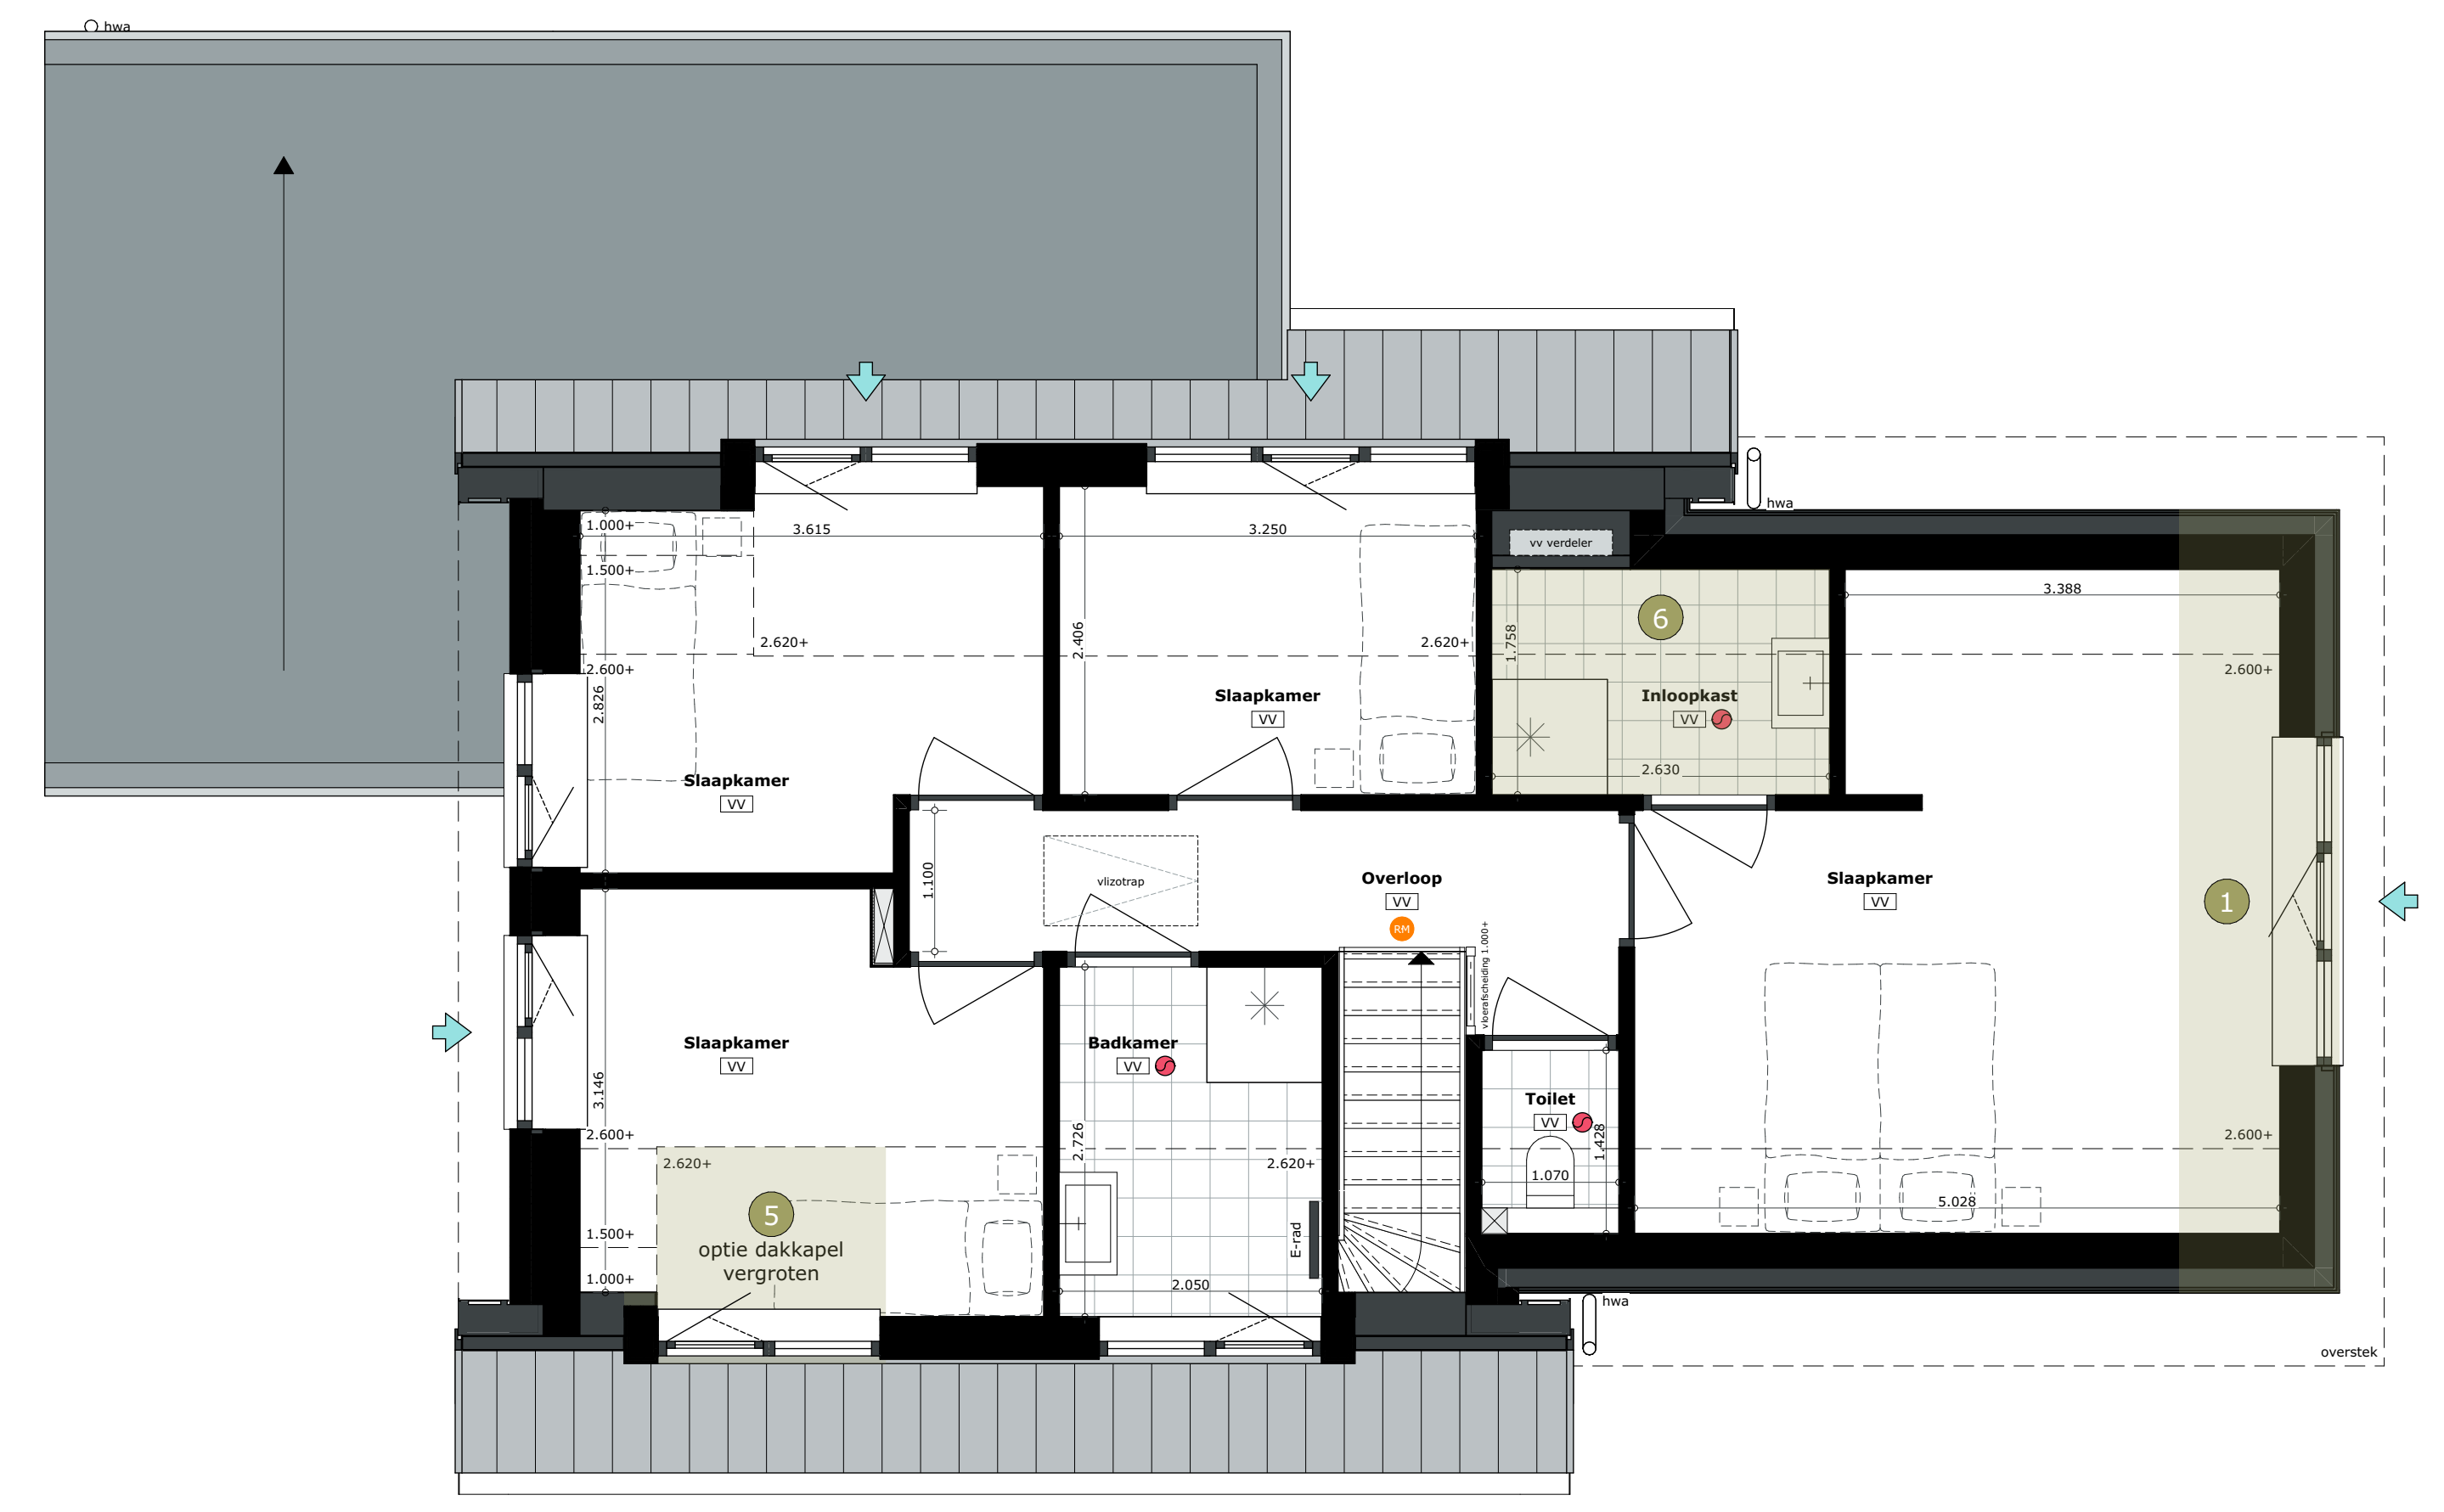 hwa
hwa
1.000+
3.615
3.250
vv verdeler
1.500+
3.388
6
2.406
1.758
2.620+
2.620+
2.600+
2.600+
2.826
Slaapkamer
VV
Inloopkast
VV
2.630
Slaapkamer
VV
1.100
vlizotrap
Overloop
VV
RM
Slaapkamer
VV
1
vloerafscheiding 1.000+
Slaapkamer
VV
Badkamer
VV
3.146
Toilet
VV
1.428
2.726
2.600+
2.600+
2.620+
2.620+
1.070
5.028
5
optie dakkapel
vergroten
1.500+
E-rad
1.000+
2.050
hwa
overstek